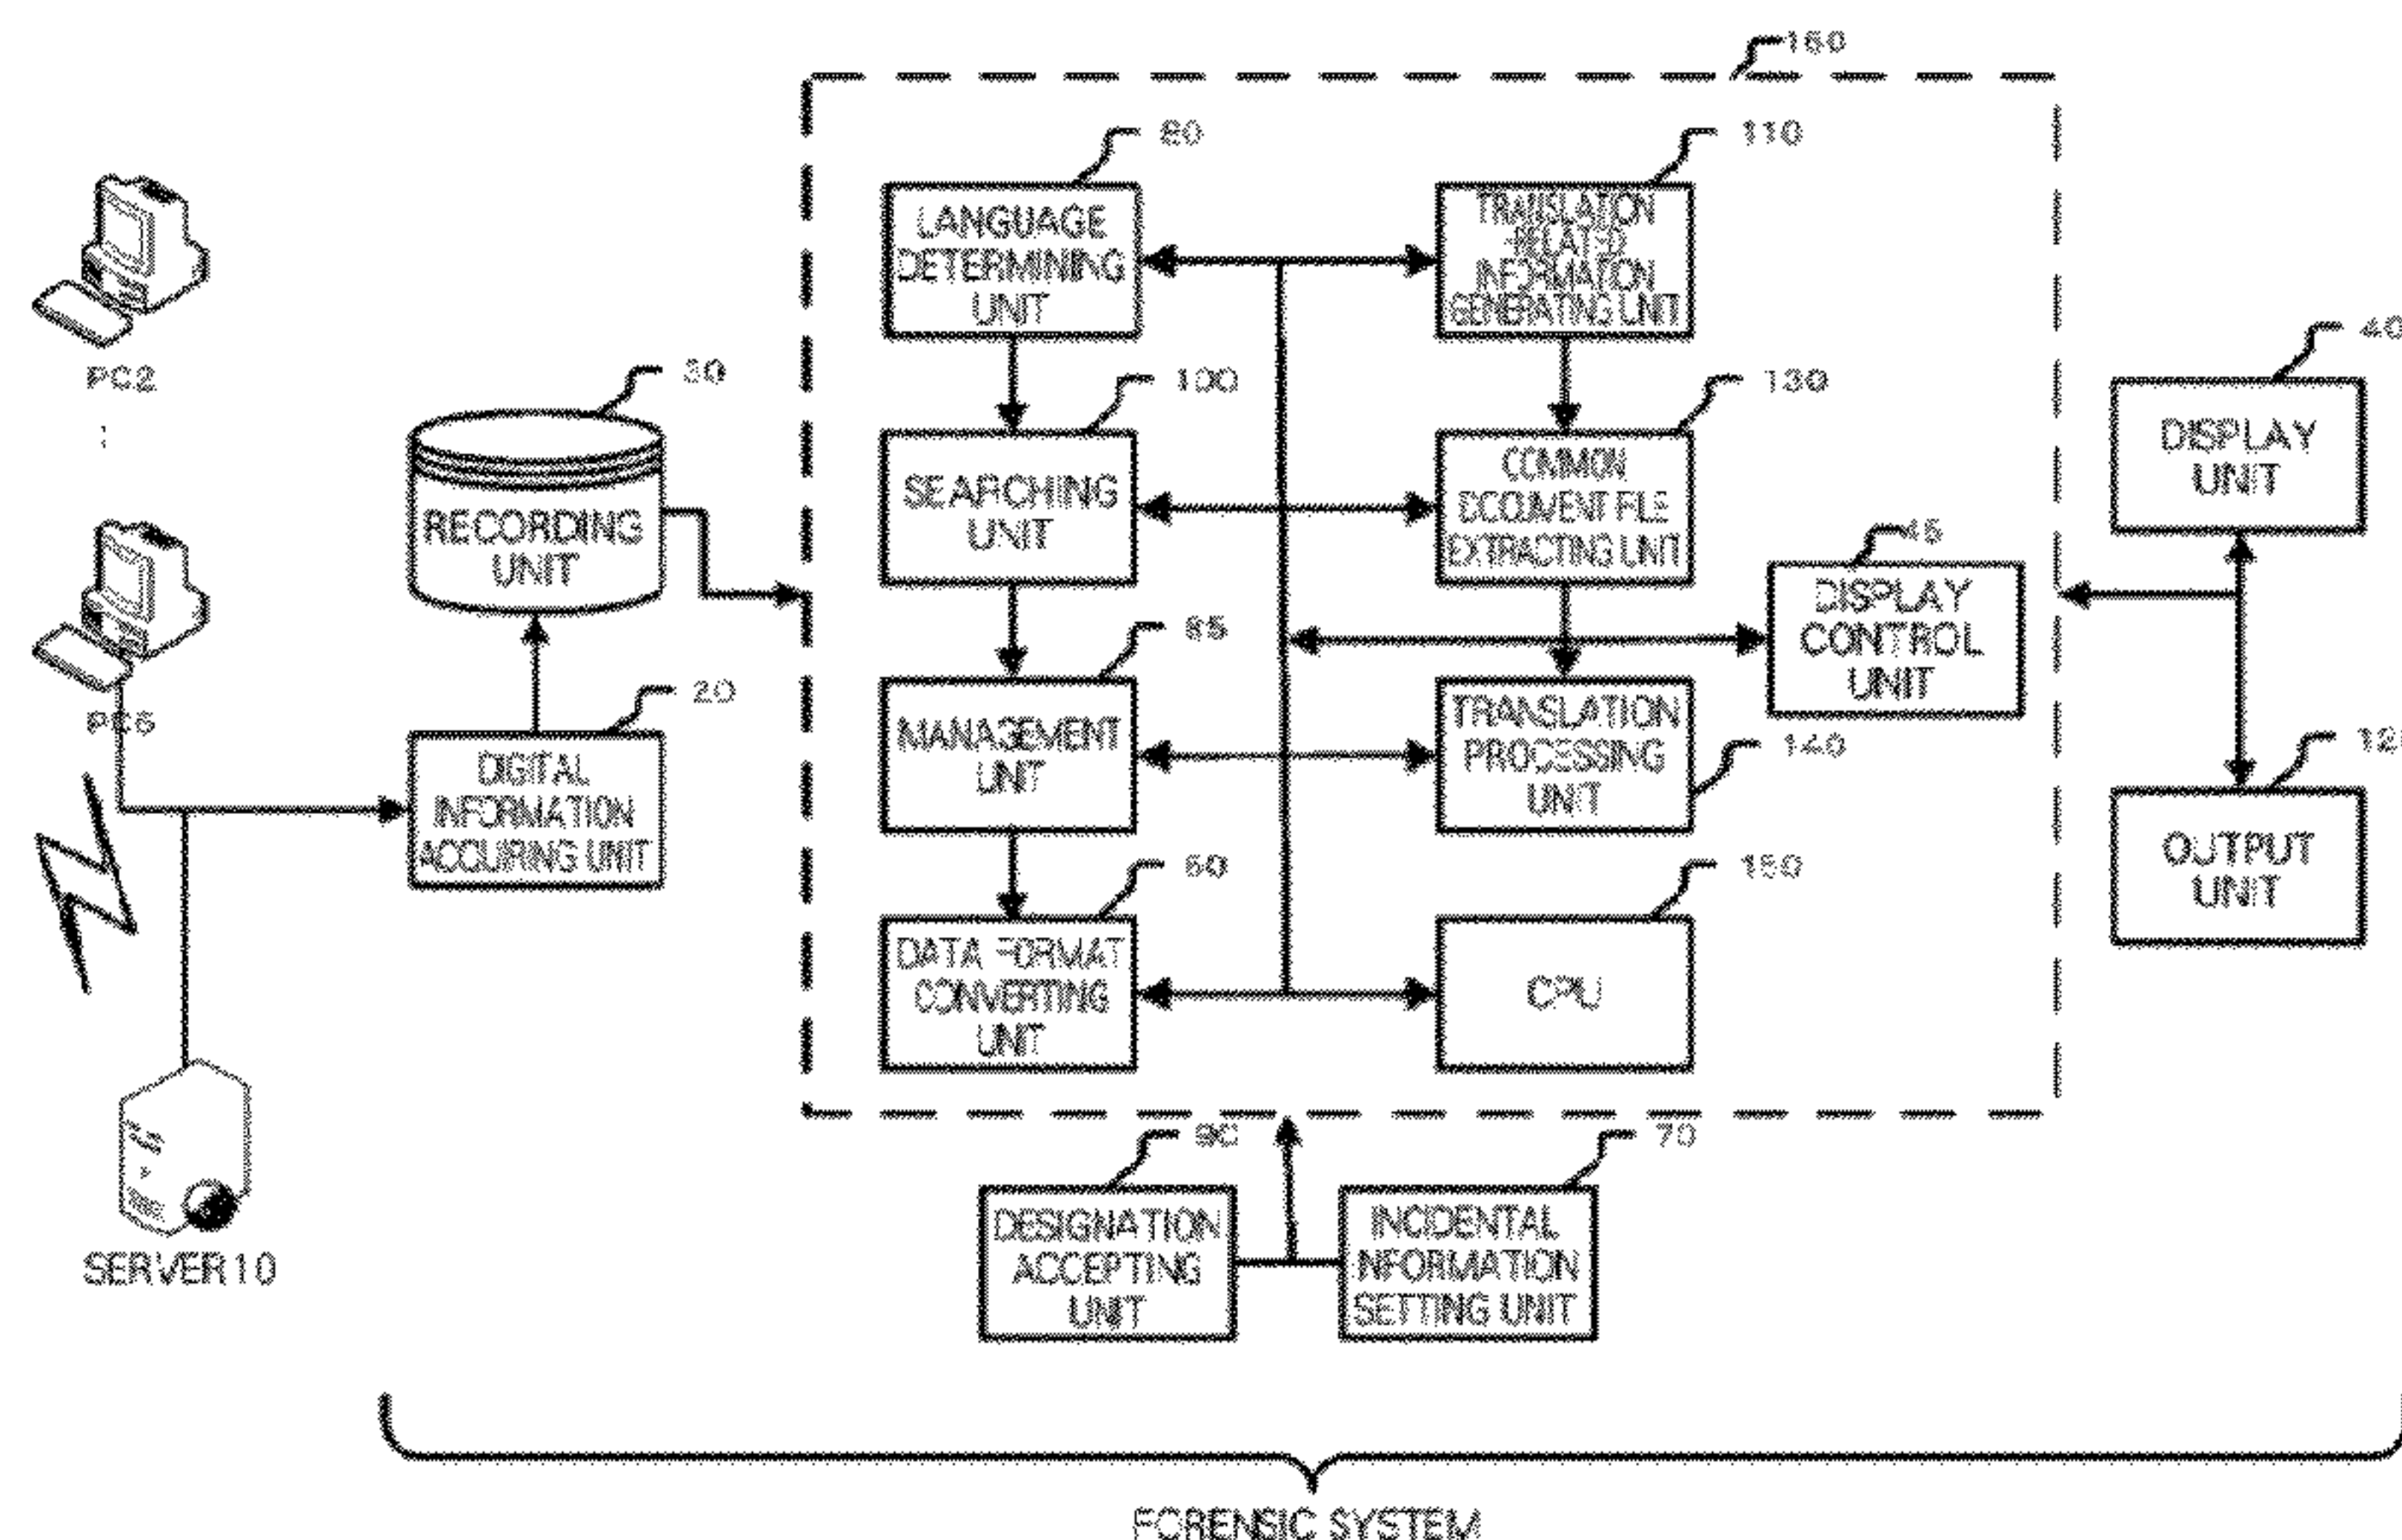 PC2
:
PC5
SERVER10
30
RECORDING
UNIT
20
DIGITAL
INFORMATION
ACQUIRING UNIT
80
LANGUAGE
DETERMINING
UNIT
100
SEARCHING
UNIT
MANAGEMENT
UNIT
DATA FORMAT
CONVERTING
UNIT
110
TRANSLATION
-RELATED
INFORMATION
GENERATING UNIT
130
COMMON
DOCUMENT FILE
EXTRACTING UNIT
45
DISPLAY
CONTROL
UNIT
140
TRANSLATION
PROCESSING
UNIT
150
CPU
40
DISPLAY
UNIT
OUTPUT
UNIT
90
DESIGNATION
ACCEPTING
UNIT
70
INCIDENTAL
INFORMATION
SETTING UNIT
FORENSIC SYSTEM